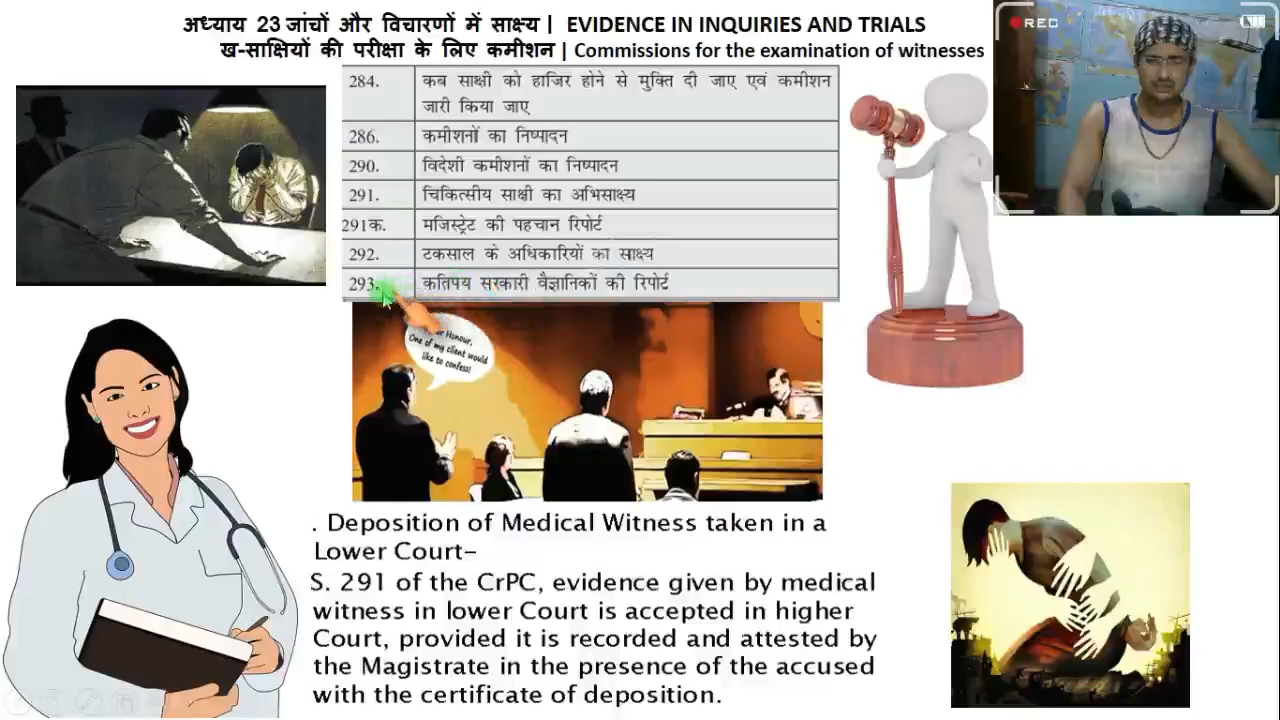 अध्याय 23 जांचों और विचारणों में साक्ष्य | EVIDENCE IN INQUIRIES AND TRIALS
ख-साक्षियों की परीक्षा के लिए कमीशन | Commissions for the examination of witnesses
REC
284. कब साक्षी को हाजिर होने से मुक्ति दी जाए एवं कमीशन
जारी किया जाए
286. कमीशनों का निष्पादन
290. विदेशी कमीशनों का निष्पादन
291. चिकित्सीय साक्षी का अभिसाक्ष्य
291क. मजिस्ट्रेट की पहचान रिपोर्ट
292. टकसाल के अधिकारियों का साक्ष्य
293. कतिपय सरकारी वैज्ञानिकों की रिपोर्ट
Honour,
One of my client would
like to confess!
. Deposition of Medical Witness taken in a
Lower Court–
S. 291 of the CrPC, evidence given by medical
witness in lower Court is accepted in higher
Court, provided it is recorded and attested by
the Magistrate in the presence of the accused
with the certificate of deposition.